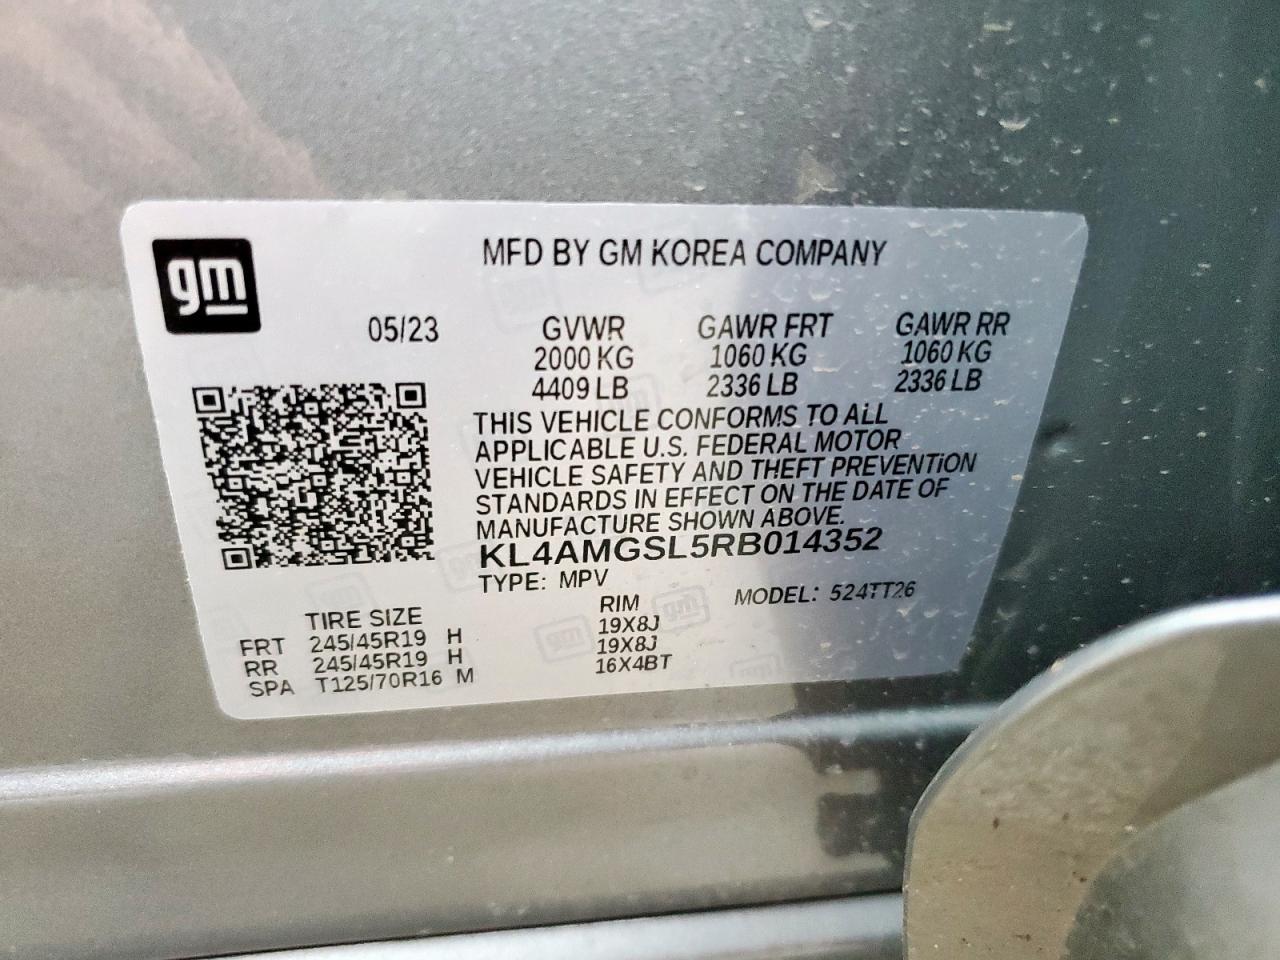 gm
MFD BY GM KOREA COMPANY
05/23
GVWR GAWR FRT GAWR RR
2000 KG 1060 KG 1060 KG
4409 LB 2336 LB 2336 LB
THIS VEHICLE CONFORMS TO ALL
APPLICABLE U.S. FEDERAL MOTOR
VEHICLE SAFETY AND THEFT PREVENTION
STANDARDS IN EFFECT ON THE DATE OF
MANUFACTURE SHOWN ABOVE.
KL4AMGSL5RB014352
TYPE: MPV MODEL: 524TT26
TIRE SIZE RIM
FRT 245/45R19 H 19X8J
RR 245/45R19 H 19X8J
SPA T125/70R16 M 16X4BT